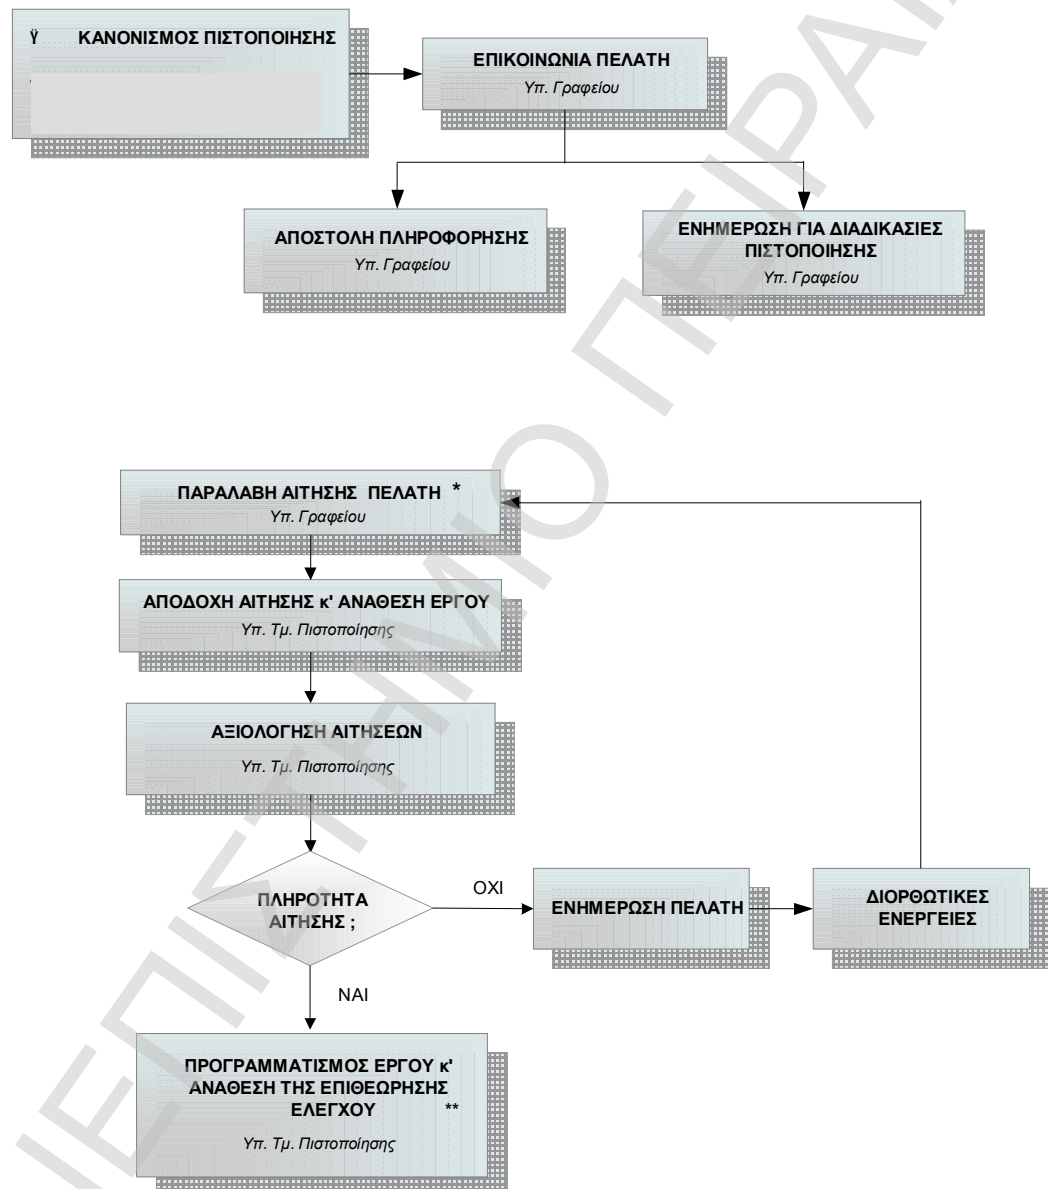 Ϋ ΚΑΝΟΝΙΣΜΟΣ ΠΙΣΤΟΠΟΙΗΣΗΣ
ΕΠΙΚΟΙΝΩΝΙΑ ΠΕΛΑΤΗ
Υπ. Γραφείου
ΑΠΟΣΤΟΛΗ ΠΛΗΡΟΦΟΡΗΣΗΣ
Υπ. Γραφείου
ΕΝΗΜΕΡΩΣΗ ΓΙΑ ΔΙΑΔΙΚΑΣΙΕΣ
ΠΙΣΤΟΠΟΙΗΣΗΣ
Υπ. Γραφείου
ΠΑΡΑΛΑΒΗ ΑΙΤΗΣΗΣ ΠΕΛΑΤΗ *
Υπ. Γραφείου
ΑΠΟΔΟΧΗ ΑΙΤΗΣΗΣ κ' ΑΝΑΘΕΣΗ ΕΡΓΟΥ
Υπ. Τμ. Πιστοποίησης
ΑΞΙΟΛΟΓΗΣΗ ΑΙΤΗΣΕΩΝ
Υπ. Τμ. Πιστοποίησης
ΠΛΗΡΟΤΗΤΑ
ΑΙΤΗΣΗΣ ;
ΟΧΙ
ΕΝΗΜΕΡΩΣΗ ΠΕΛΑΤΗ
ΔΙΟΡΘΩΤΙΚΕΣ
ΕΝΕΡΓΕΙΕΣ
ΝΑΙ
ΠΡΟΓΡΑΜΜΑΤΙΣΜΟΣ ΕΡΓΟΥ κ'
ΑΝΑΘΕΣΗ ΤΗΣ ΕΠΙΘΕΩΡΗΣΗΣ
ΕΛΕΓΧΟΥ **
Υπ. Τμ. Πιστοποίησης